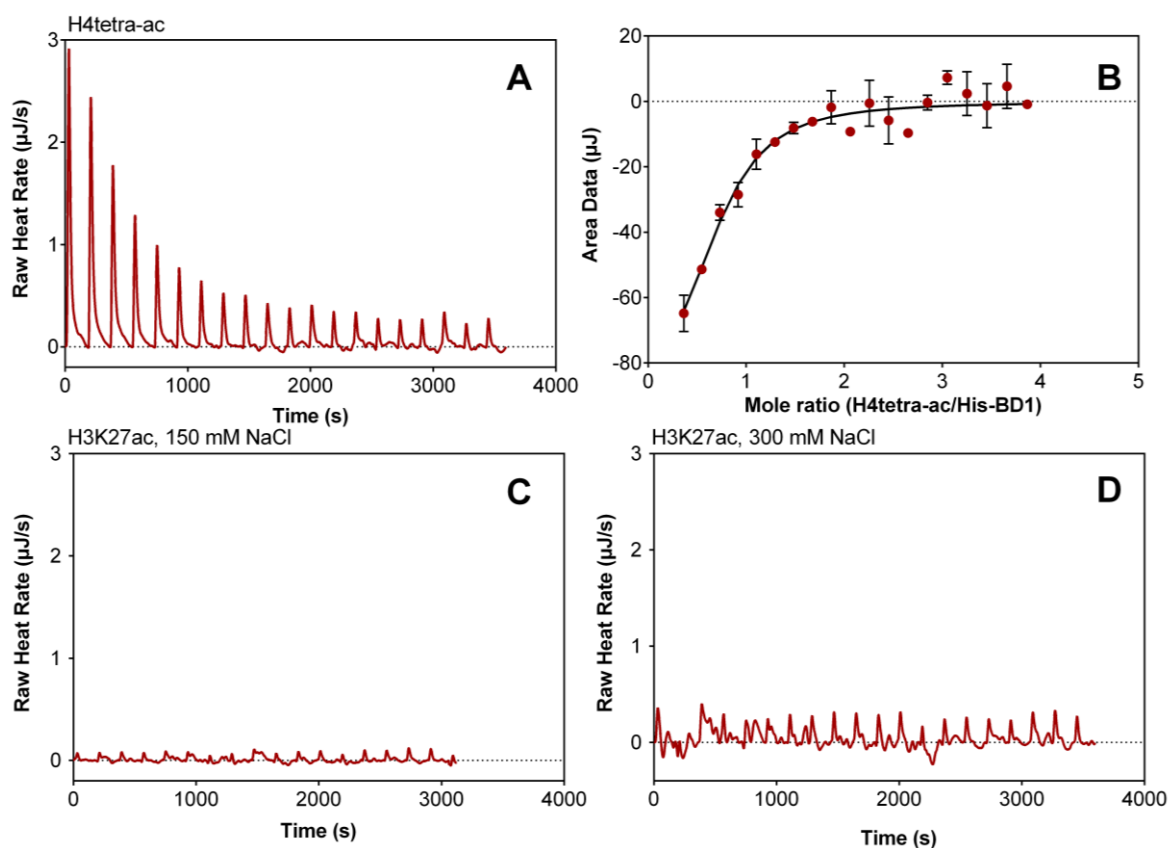 H4tetra-ac
A
Raw Heat Rate (µJ/s)
3
2
1
0
0 1000 2000 3000 4000
Time (s)
B
Area Data (µJ)
20
0
-20
-40
-60
-80
0 1 2 3 4 5
Mole ratio (H4tetra-ac/His-BD1)
H3K27ac, 150 mM NaCl
C
Raw Heat Rate (µJ/s)
3
2
1
0
0 1000 2000 3000 4000
Time (s)
H3K27ac, 300 mM NaCl
D
Raw Heat Rate (µJ/s)
3
2
1
0
0 1000 2000 3000 4000
Time (s)